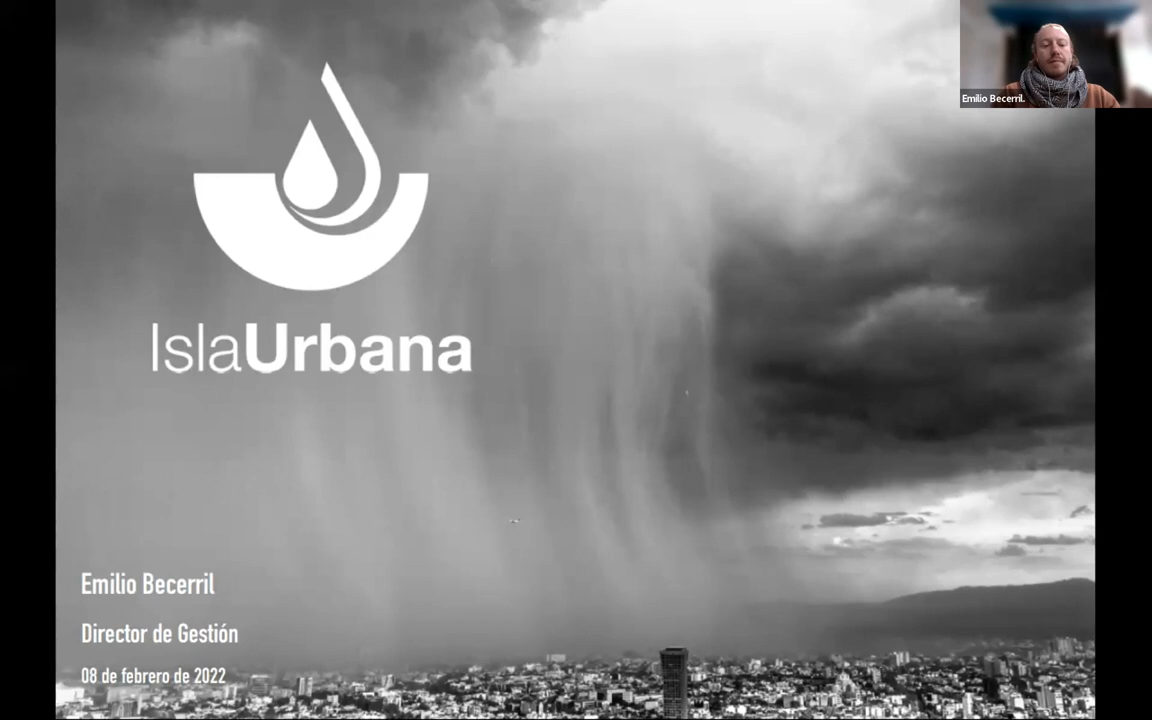 Emilio Becerril.
IslaUrbana
Emilio Becerril
Director de Gestión
08 de febrero de 2022